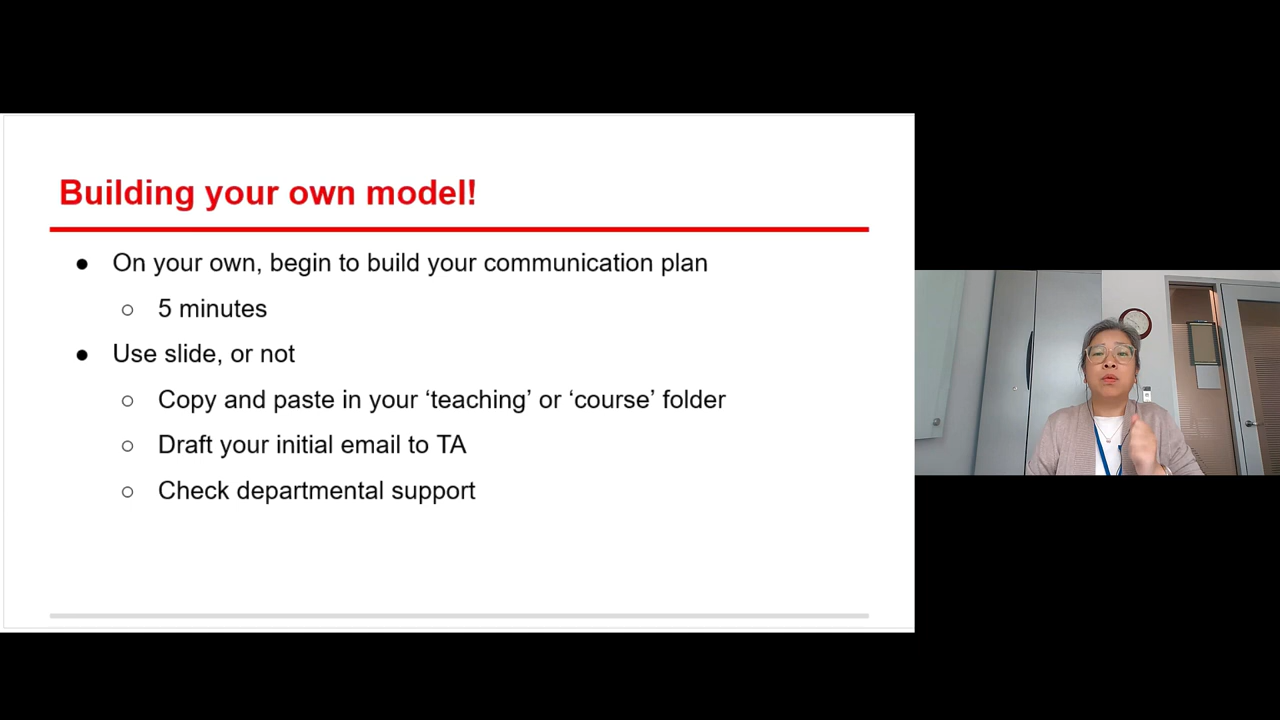 Building your own model!
● On your own, begin to build your communication plan
○ 5 minutes
● Use slide, or not
○ Copy and paste in your ‘teaching’ or ‘course’ folder
○ Draft your initial email to TA
○ Check departmental support